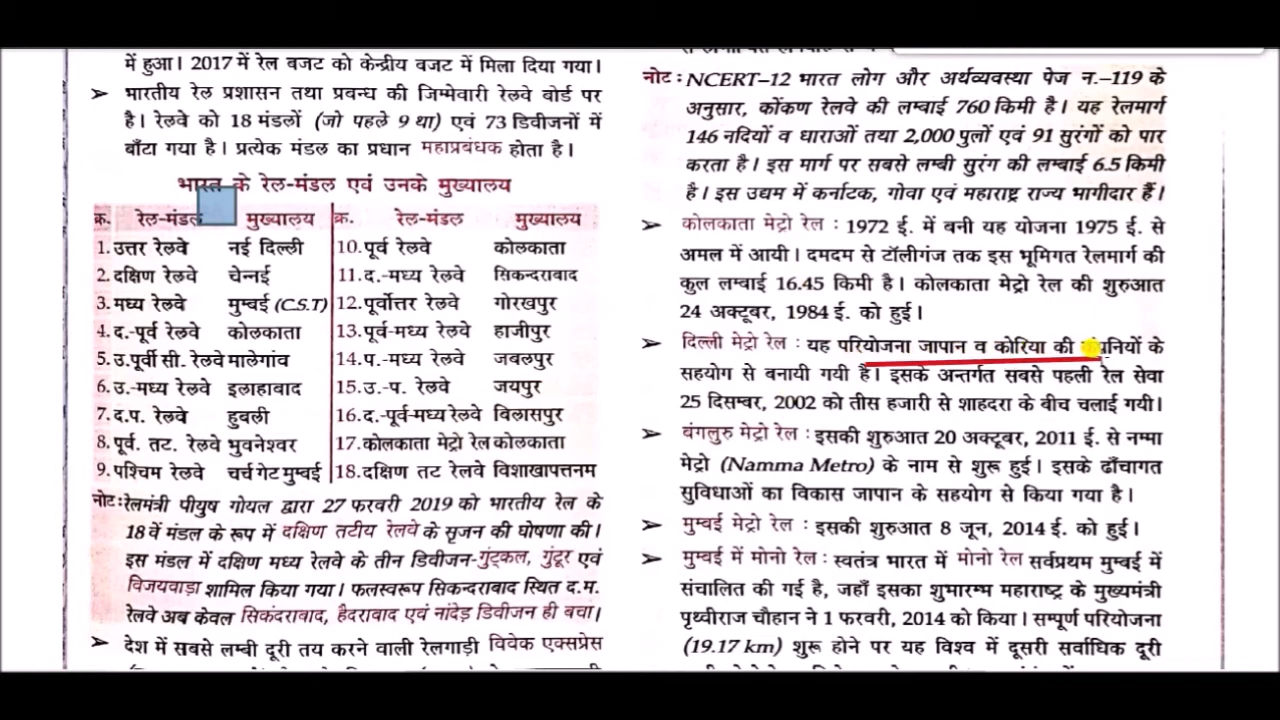 में हुआ। 2017 में रेल बजट को केन्द्रीय बजट में मिला दिया गया।
➤ भारतीय रेल प्रशासन तथा प्रवन्ध की जिम्मेवारी रेलवे बोर्ड पर
है। रेलवे को 18 मंडलों (जो पहले 9 था) एवं 73 डिवीजनों में
बाँटा गया है। प्रत्येक मंडल का प्रधान महाप्रबंधक होता है।
भारत के रेल-मंडल एवं उनके मुख्यालय
क्र. रेल-मंडल मुख्यालय क्र. रेल-मंडल मुख्यालय
1. उत्तर रेलवे नई दिल्ली 10. पूर्व रेलवे कोलकाता
2. दक्षिण रेलवे चेन्नई 11. द.-मध्य रेलवे सिकन्दराबाद
3. मध्य रेलवे मुम्बई (C.S.T) 12. पूर्वोत्तर रेलवे गोरखपुर
4. द.-पूर्व रेलवे कोलकाता 13. पूर्व-मध्य रेलवे हाजीपुर
5. उ.पूर्वी सी. रेलवे मालेगांव 14. प.-मध्य रेलवे जबलपुर
6. उ.-मध्य रेलवे इलाहाबाद 15. उ.-प. रेलवे जयपुर
7. द.प. रेलवे हुबली 16. द.-पूर्व-मध्य रेलवे विलासपुर
8. पूर्व. तट. रेलवे भुवनेश्वर 17. कोलकाता मेट्रो रेल कोलकाता
9. पश्चिम रेलवे चर्च गेट मुम्बई 18. दक्षिण तट रेलवे विशाखापत्तनम
नोट: रेलमंत्री पीयुष गोयल द्वारा 27 फरवरी 2019 को भारतीय रेल के
18वें मंडल के रूप में दक्षिण तटीय रेलवे के सृजन की घोषणा की।
इस मंडल में दक्षिण मध्य रेलवे के तीन डिवीजन-गुंटकल, गुंटूर एवं
विजयवाड़ा शामिल किया गया। फलस्वरूप सिकन्दराबाद स्थित द.म.
रेलवे अब केवल सिकंदराबाद, हैदराबाद एवं नांदेड़ डिवीजन ही बचा।
➤ देश में सबसे लम्बी दूरी तय करने वाली रेलगाड़ी विवेक एक्सप्रेस
नोट : NCERT-12 भारत लोग और अर्थव्यवस्था पेज न.-119 के
अनुसार, कोंकण रेलवे की लम्बाई 760 किमी है। यह रेलमार्ग
146 नदियों व धाराओं तथा 2,000 पुलों एवं 91 सुरंगों को पार
करता है। इस मार्ग पर सबसे लम्बी सुरंग की लम्बाई 6.5 किमी
है। इस उद्यम में कर्नाटक, गोवा एवं महाराष्ट्र राज्य भागीदार हैं।
➤ कोलकाता मेट्रो रेल : 1972 ई. में बनी यह योजना 1975 ई. से
अमल में आयी। दमदम से टॉलीगंज तक इस भूमिगत रेलमार्ग की
कुल लम्बाई 16.45 किमी है। कोलकाता मेट्रो रेल की शुरुआत
24 अक्टूबर, 1984 ई. को हुई।
➤ दिल्ली मेट्रो रेल : यह परियोजना जापान व कोरिया की के
सहयोग से बनायी गयी है। इसके अन्तर्गत सबसे पहली रेल सेवा
25 दिसम्बर, 2002 को तीस हजारी से शाहदरा के बीच चलाई गयी।
➤ बंगलुरु मेट्रो रेल : इसकी शुरुआत 20 अक्टूबर, 2011 ई. से नम्मा
मेट्रो (Namma Metro) के नाम से शुरू हुई। इसके ढाँचागत
सुविधाओं का विकास जापान के सहयोग से किया गया है।
➤ मुम्बई मेट्रो रेल : इसकी शुरुआत 8 जून, 2014 ई. को हुई।
➤ मुम्बई में मोनो रेल : स्वतंत्र भारत में मोनो रेल सर्वप्रथम मुम्बई में
संचालित की गई है, जहाँ इसका शुभारम्भ महाराष्ट्र के मुख्यमंत्री
पृथ्वीराज चौहान ने 1 फरवरी, 2014 को किया। सम्पूर्ण परियोजना
(19.17 km) शुरू होने पर यह विश्व में दूसरी सर्वाधिक दूरी